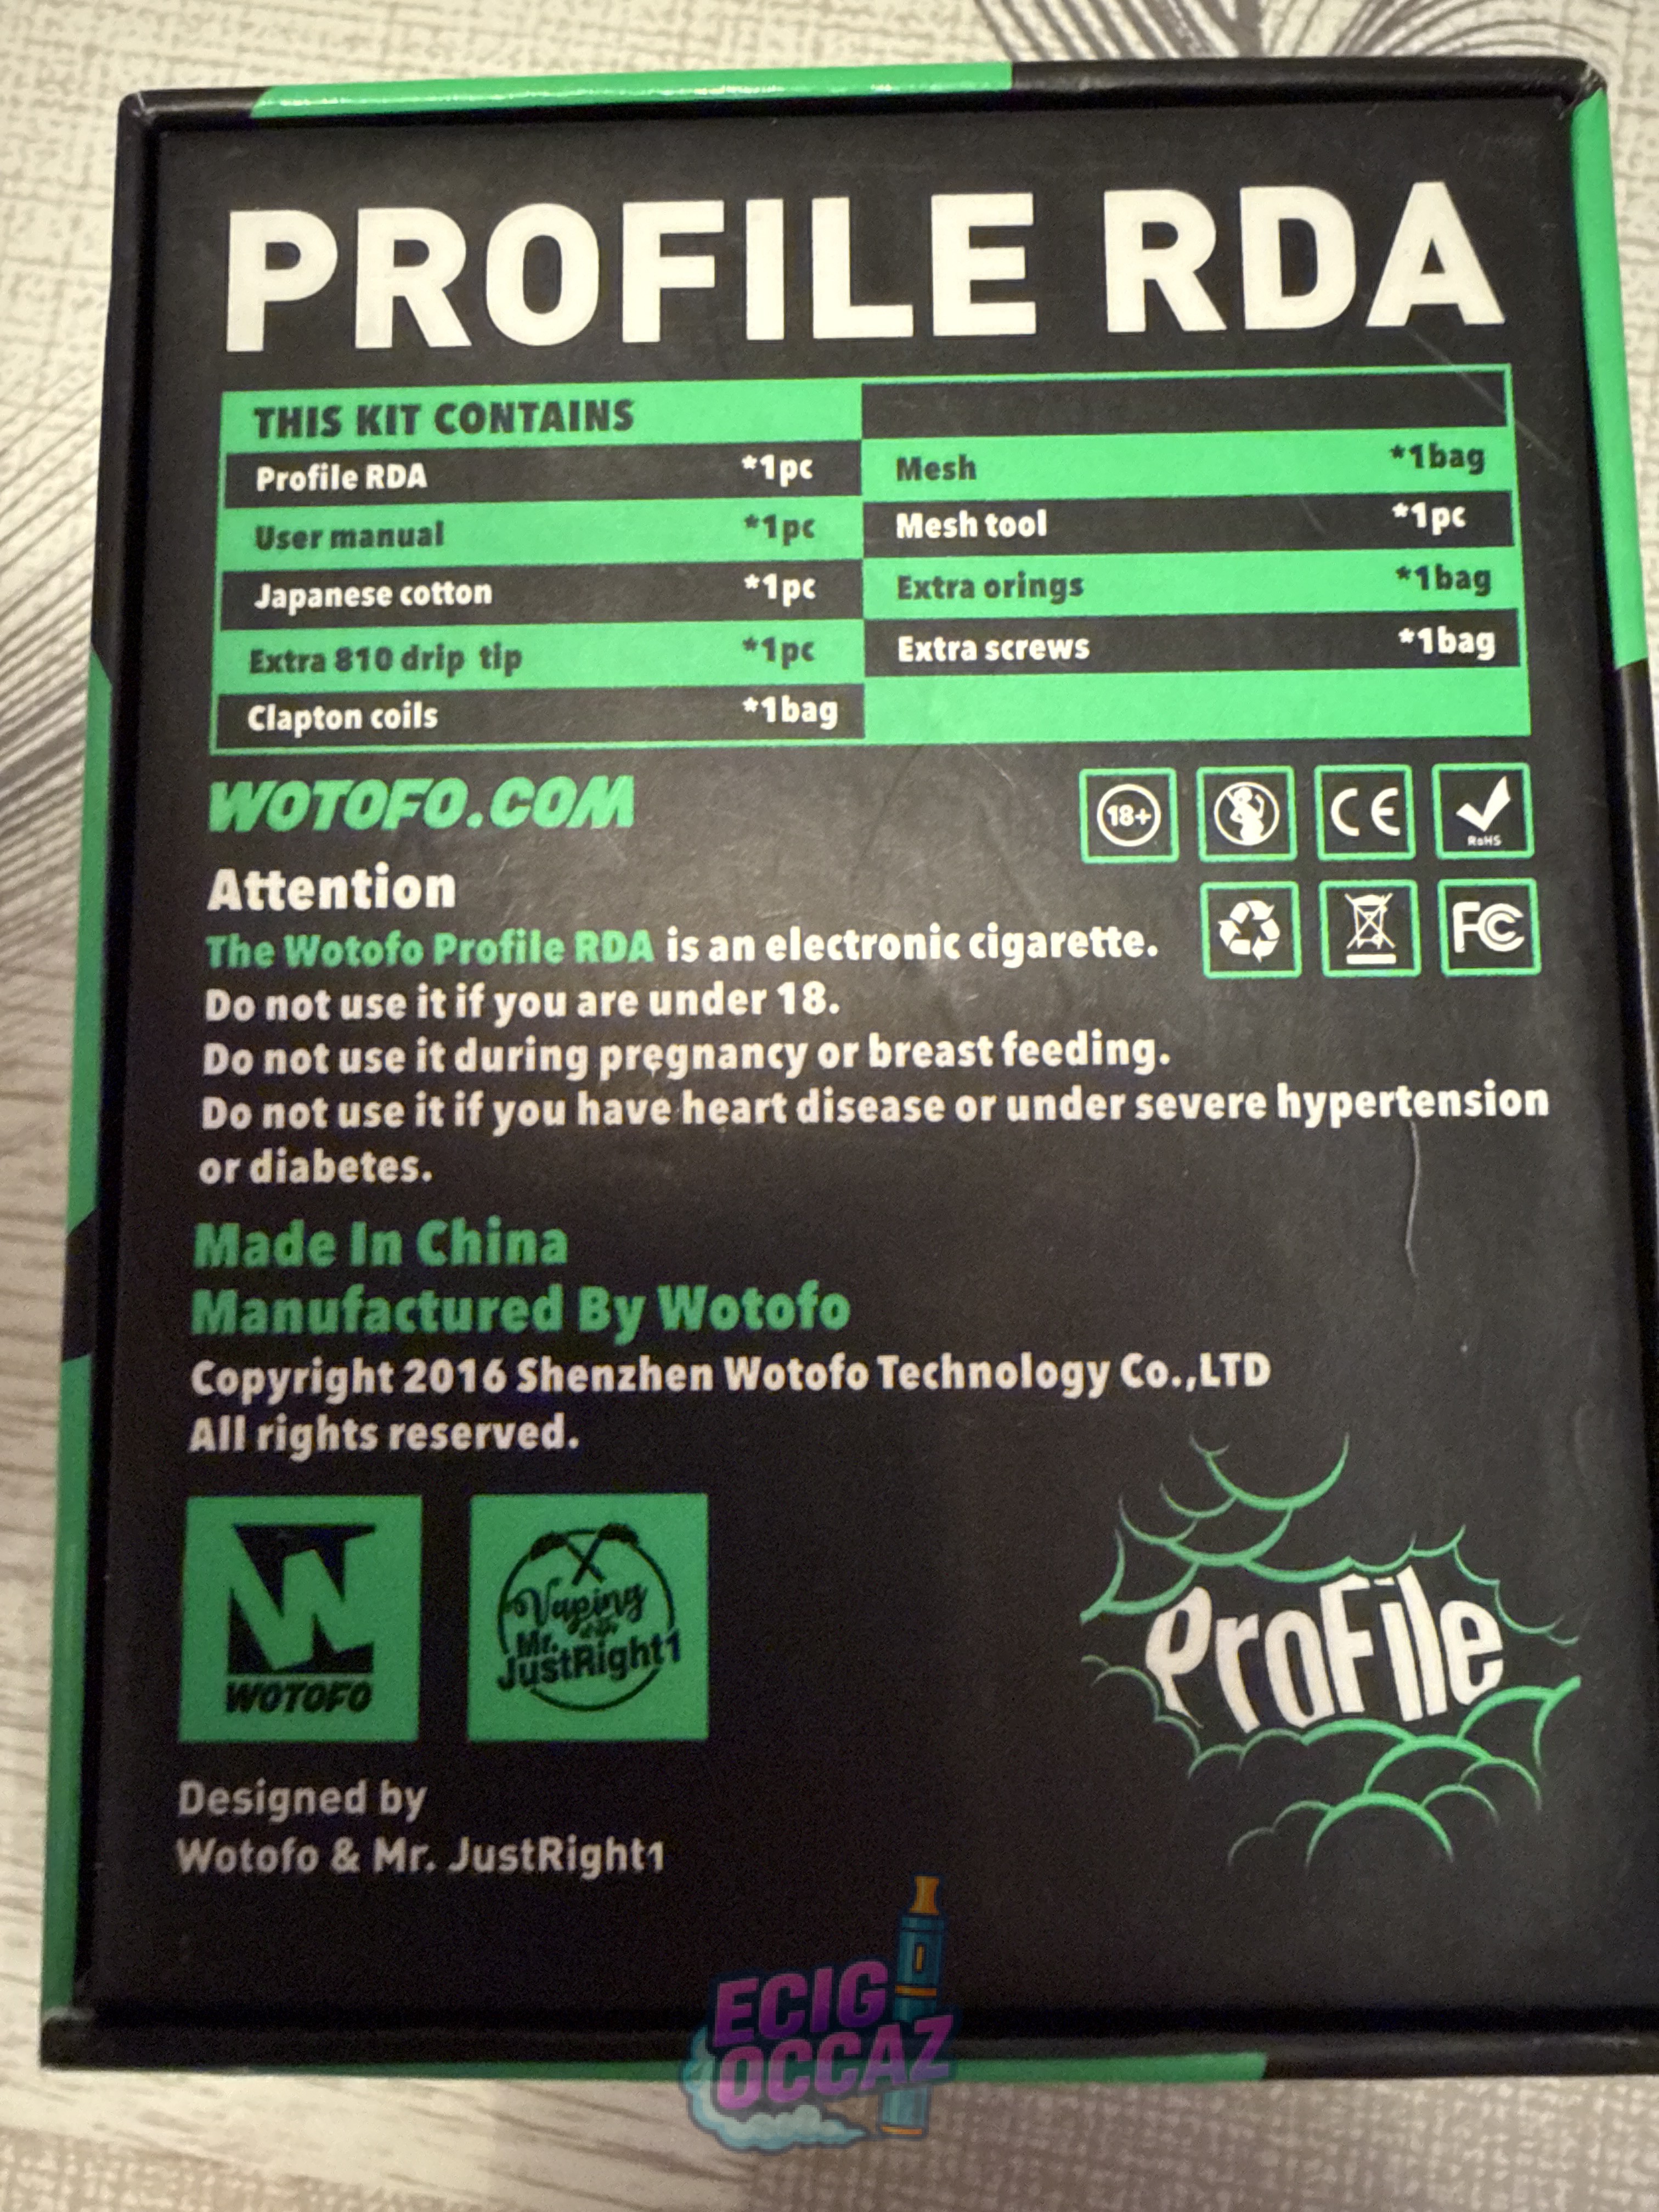 PROFILE RDA
THIS KIT CONTAINS
Profile RDA *1pc
User manual *1pc
Japanese cotton *1pc
Extra 810 drip tip *1pc
Clapton coils *1bag
Mesh *1bag
Mesh tool *1pc
Extra orings *1bag
Extra screws *1bag
WOTOFO.COM
18+
CE
RoHS
FC
Attention
The Wotofo Profile RDA is an electronic cigarette.
Do not use it if you are under 18.
Do not use it during pregnancy or breast feeding.
Do not use it if you have heart disease or under severe hypertension
or diabetes.
Made In China
Manufactured By Wotofo
Copyright 2016 Shenzhen Wotofo Technology Co.,LTD
All rights reserved.
W
WOTOFO
Vaping
with
Mr.
JustRight1
ProFile
Designed by
Wotofo & Mr. JustRight1
ECIG
OCCAZ